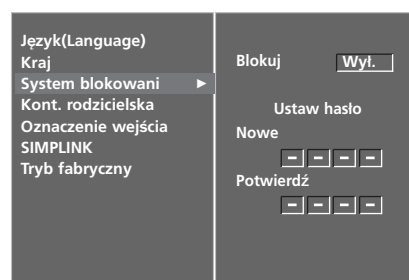 Język(Language)
Kraj
System blokowani ►
Kont. rodzicielska
Oznaczenie wejścia
SIMPLINK
Tryb fabryczny
Blokuj Wył.
Ustaw hasło
Nowe
– – – –
Potwierdź
– – – –